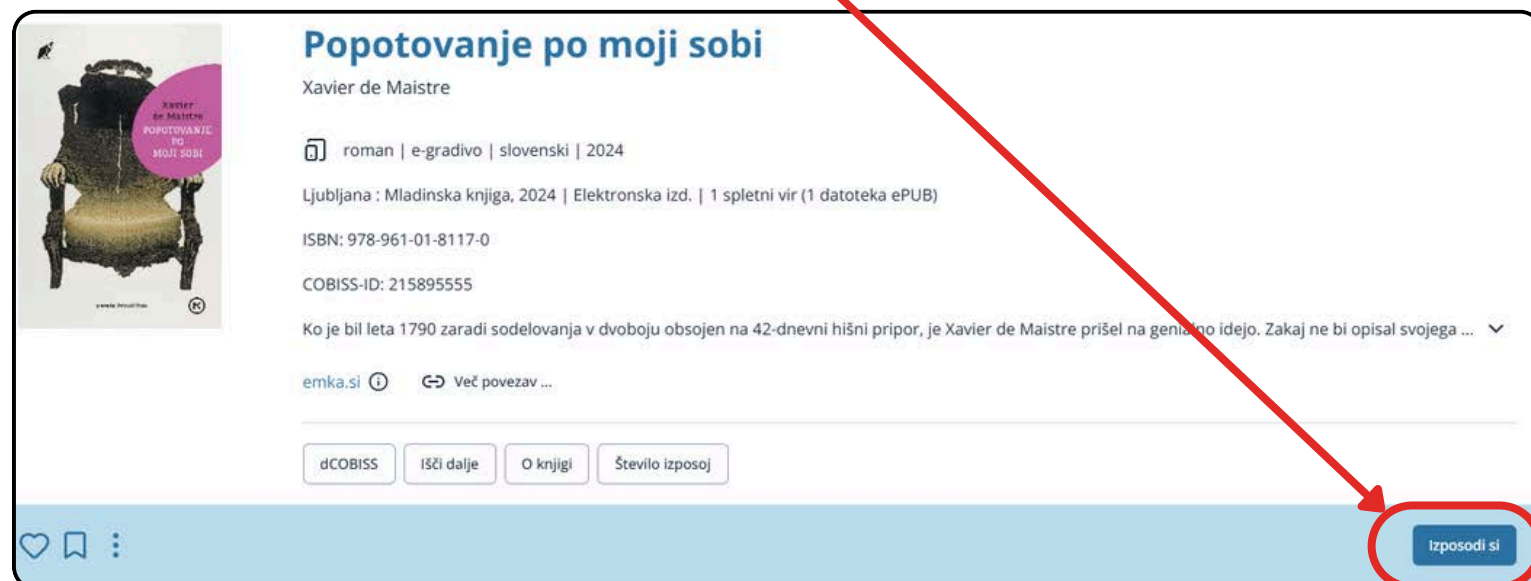 Popotovanje po moji sobi
Xavier de Maistre
Xavier
de Maistre
POPOTOVANJE
PO
MOJI SOBI
roman | e-gradivo | slovenski | 2024
Ljubljana : Mladinska knjiga, 2024 | Elektronska izd. | 1 spletni vir (1 datoteka ePUB)
ISBN: 978-961-01-8117-0
COBISS-ID: 215895555
Ko je bil leta 1790 zaradi sodelovanja v dvoboju obsojen na 42-dnevni hišni pripor, je Xavier de Maistre prišel na genialno idejo. Zakaj ne bi opisal svojega ...
emka.si Več povezav ...
dCOBISS Išči dalje O knjigi Število izposoj
Izposodi si